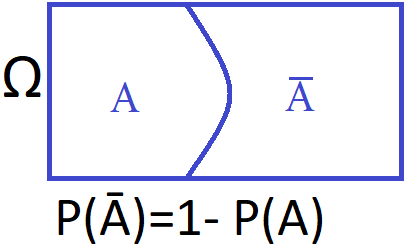 Ω
A
A̅
P(Ā)=1- P(A)